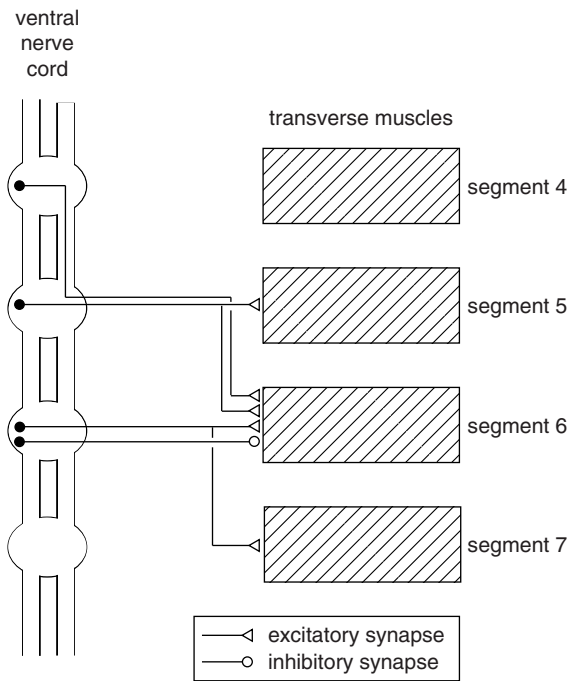 ventral
nerve
cord
transverse muscles
segment 4
segment 5
segment 6
segment 7
excitatory synapse
inhibitory synapse